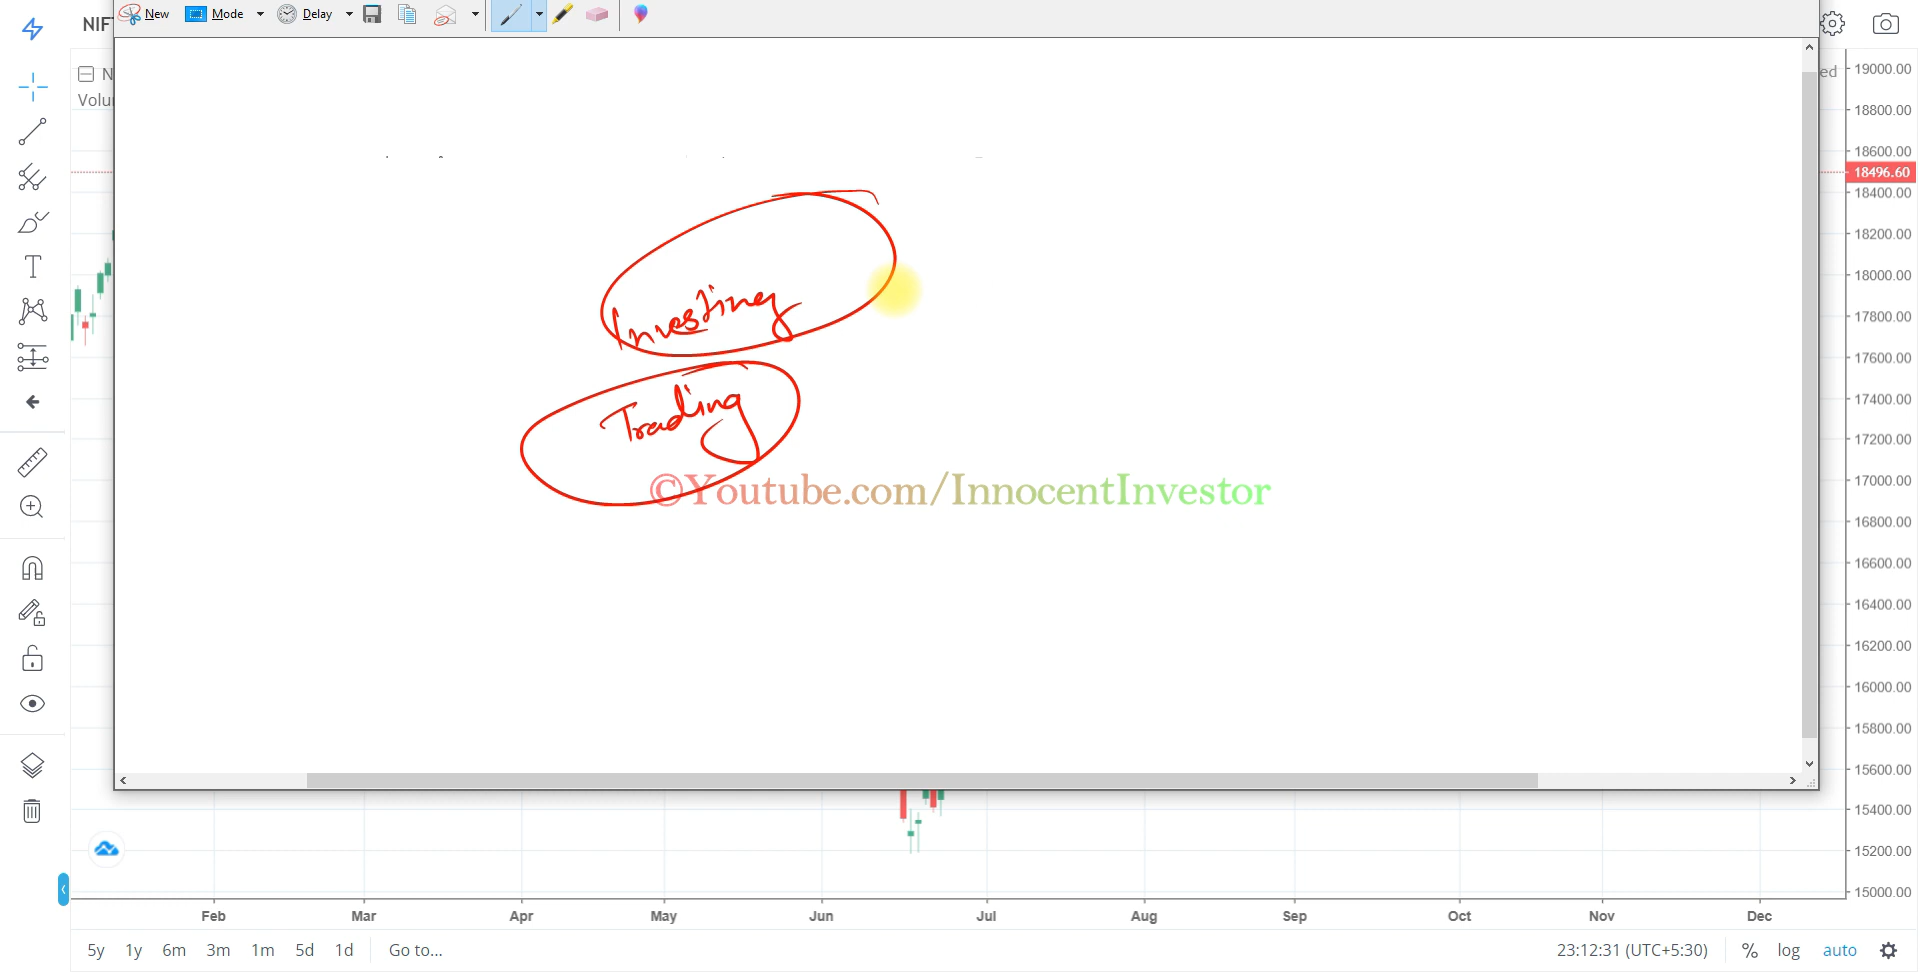 New Mode Delay
NIF
N
Volu
ed
19000.00
18800.00
18600.00
18496.60
18400.00
18200.00
18000.00
17800.00
17600.00
17400.00
17200.00
17000.00
16800.00
16600.00
16400.00
16200.00
16000.00
15800.00
15600.00
15400.00
15200.00
15000.00
Investing
Trading
©Youtube.com/InnocentInvestor
Feb Mar Apr May Jun Jul Aug Sep Oct Nov Dec
5y 1y 6m 3m 1m 5d 1d Go to... 23:12:31 (UTC+5:30) % log auto